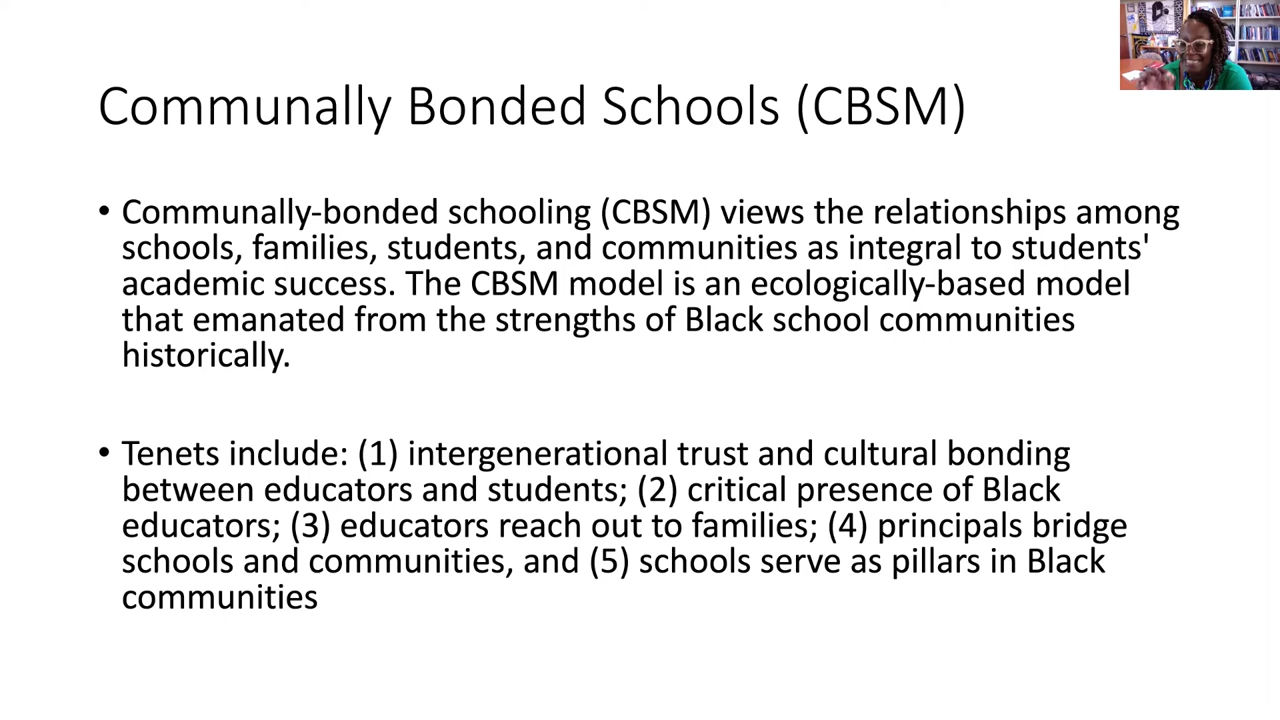 Communally Bonded Schools (CBSM)
• Communally-bonded schooling (CBSM) views the relationships among
schools, families, students, and communities as integral to students'
academic success. The CBSM model is an ecologically-based model
that emanated from the strengths of Black school communities
historically.
• Tenets include: (1) intergenerational trust and cultural bonding
between educators and students; (2) critical presence of Black
educators; (3) educators reach out to families; (4) principals bridge
schools and communities, and (5) schools serve as pillars in Black
communities